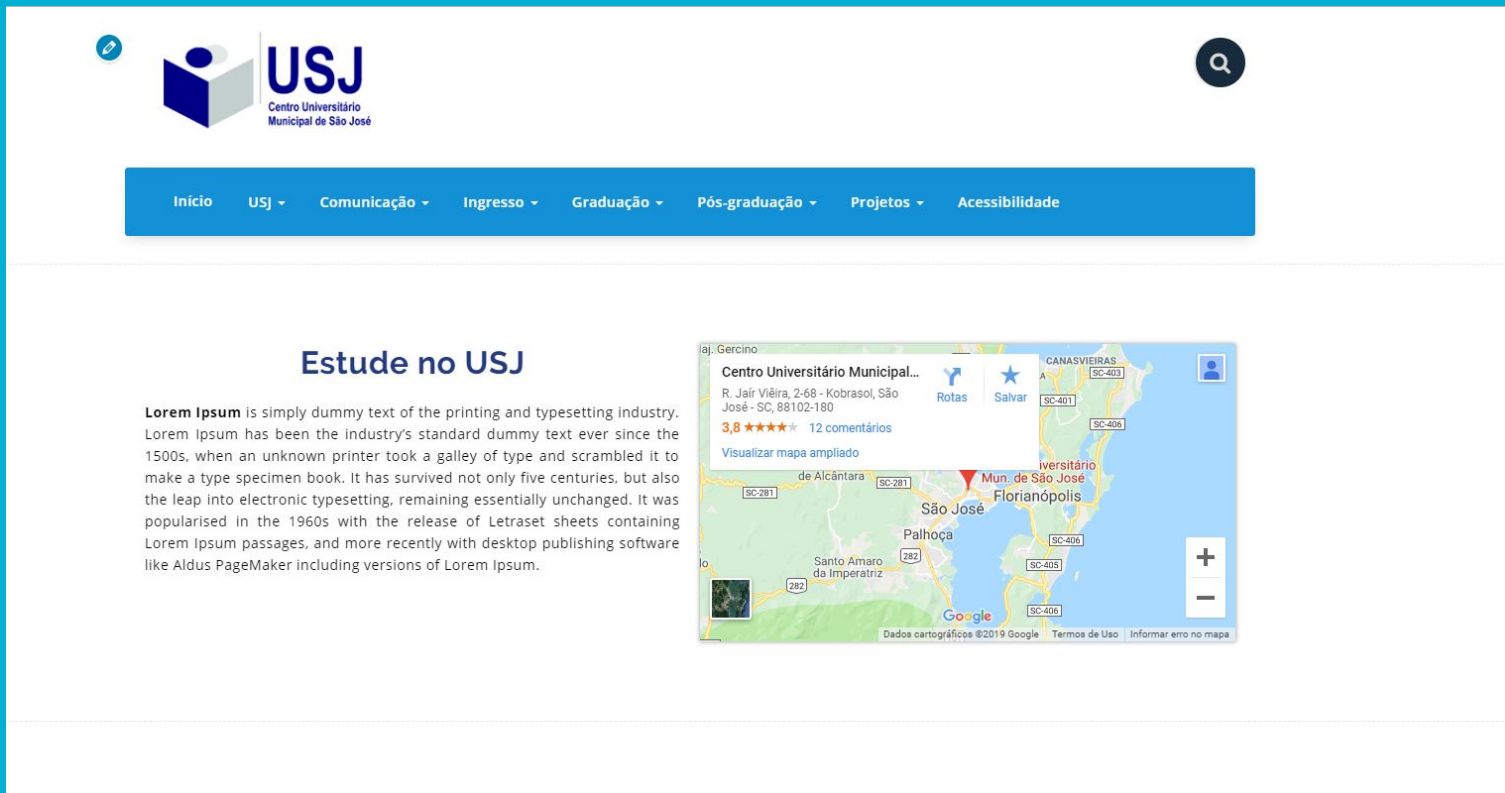 USJ
Centro Universitário
Municipal de São José
Início USJ Comunicação Ingresso Graduação Pós-graduação Projetos Acessibilidade
Estude no USJ
Lorem Ipsum is simply dummy text of the printing and typesetting industry.
Lorem Ipsum has been the industry’s standard dummy text ever since the
1500s, when an unknown printer took a galley of type and scrambled it to
make a type specimen book. It has survived not only five centuries, but also
the leap into electronic typesetting, remaining essentially unchanged. It was
popularised in the 1960s with the release of Letraset sheets containing
Lorem Ipsum passages, and more recently with desktop publishing software
like Aldus PageMaker including versions of Lorem Ipsum.
aj. Gercino
CANASVIEIRAS
SC-403
Centro Universitário Municipal...
R. Jaír Viêira, 2-68 - Kobrasol, São
José - SC, 88102-180
Rotas Salvar
SC-401
3,8 12 comentários
SC-406
Visualizar mapa ampliado
iversitário
de Alcântara SC-281 Mun. de São José
SC-281 Florianópolis
São José
Palhoça
SC-406
282
Santo Amaro
da Imperatriz
SC-405
282
SC-406
Google
Dados cartográficos ©2019 Google Termos de Uso Informar erro no mapa